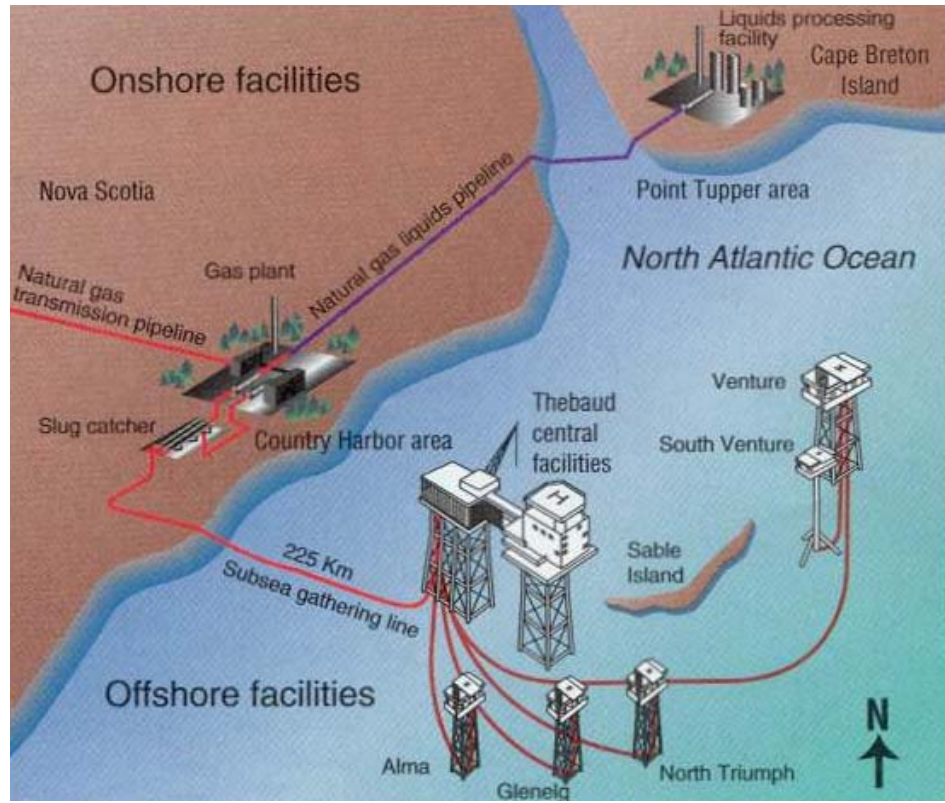 Liquids processing
facility
Cape Breton
Island
Onshore facilities
Nova Scotia
Point Tupper area
Natural gas liquids pipeline
North Atlantic Ocean
Gas plant
Natural gas
transmission pipeline
Venture
Thebaud
central
facilities
Slug catcher
Country Harbor area
South Venture
H
225 Km
Subsea gathering line
Sable
Island
Offshore facilities
N
Alma
North Triumph
Glenelg